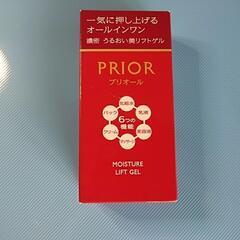 一気に押し上げる
オールインワン
濃密 うるおい美リフトゲル
PRIOR
プリオール
化粧水
パック
乳液
6つの
機能
クリーム
美容液
マッサージ
MOISTURE
LIFT GEL